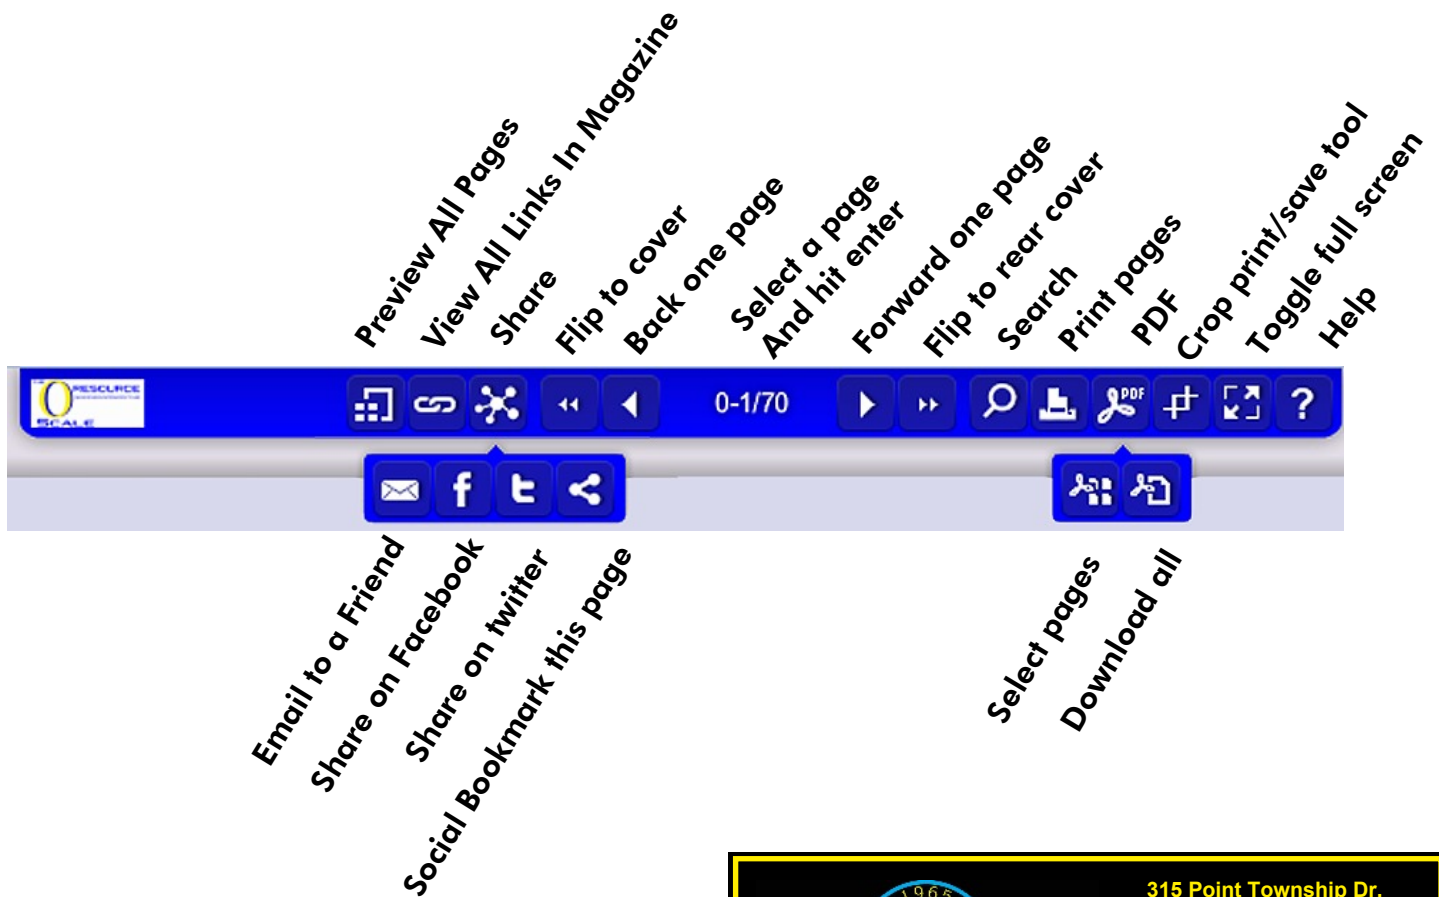 Preview All Pages
View All Links In Magazine
Share
Flip to cover
Back one page
Select a page
And hit enter
Forward one page
Flip to rear cover
Search
Print pages
PDF
Crop print/save tool
Toggle full screen
Help
O
RESOURCE
SCALE
0-1/70
PDF
?
f
t
Email to a Friend
Share on Facebook
Share on twitter
Social Bookmark this page
Select pages
Download all
1965
315 Point Township Dr.